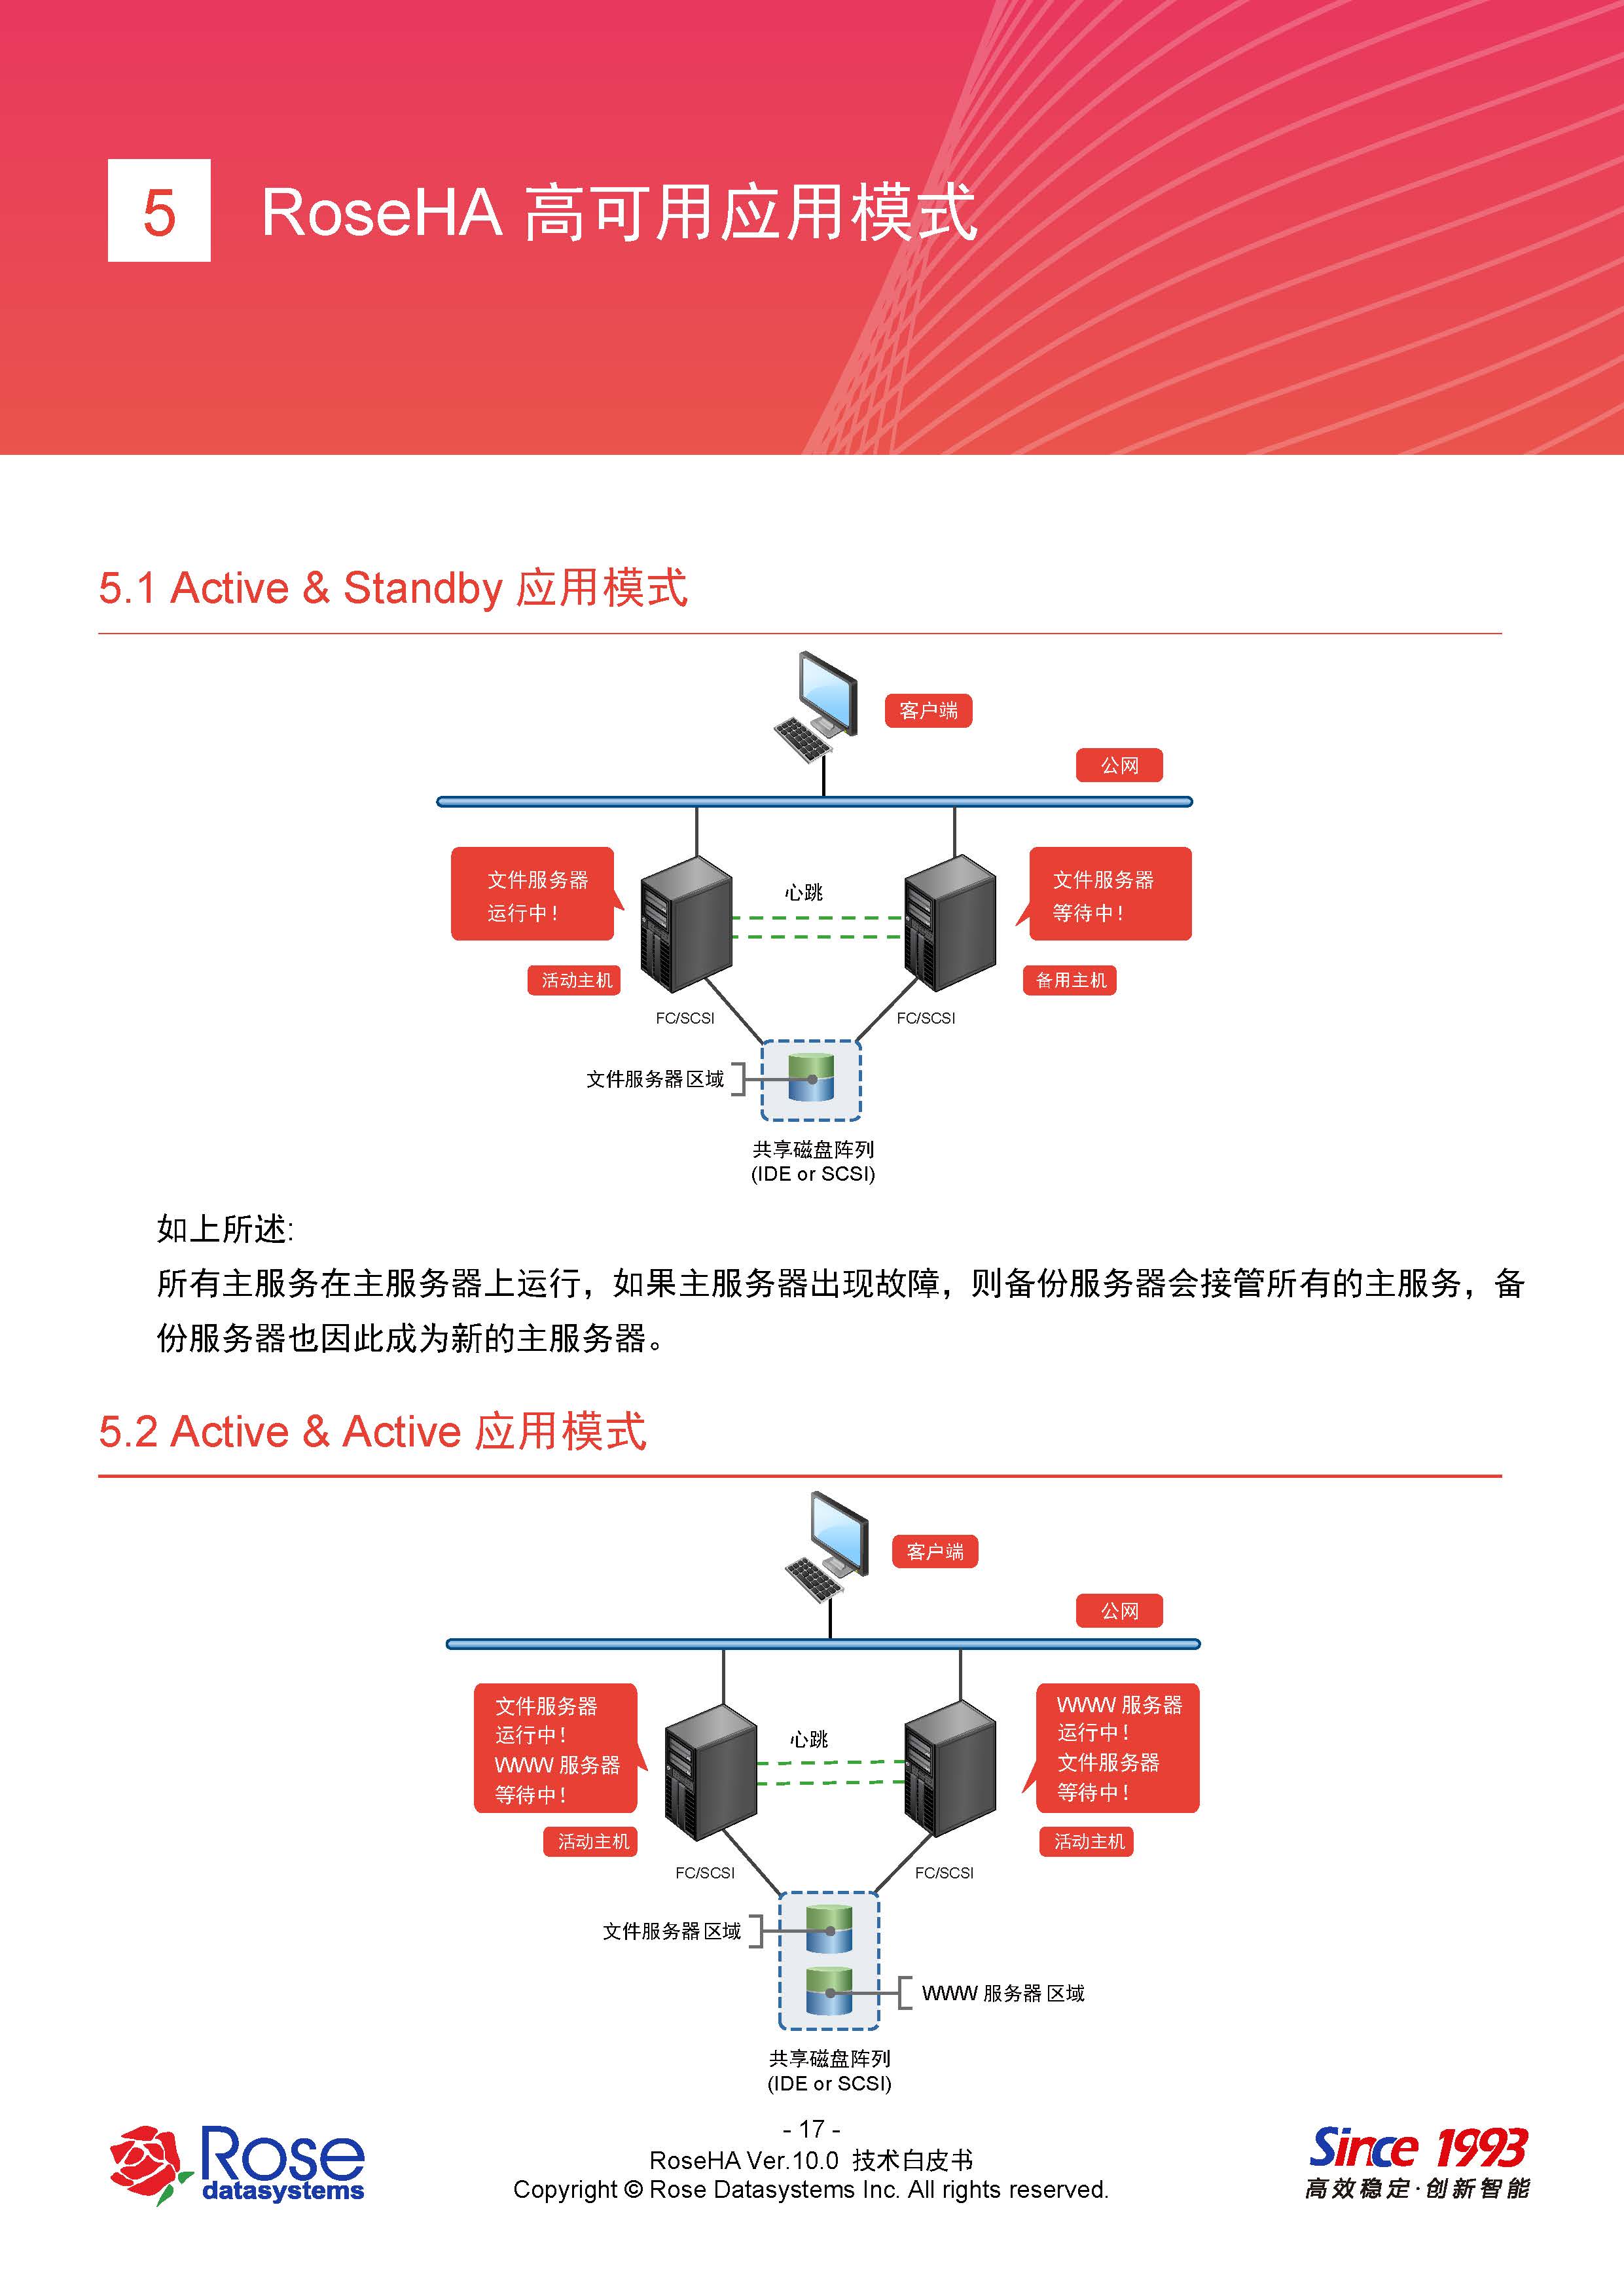 5 RoseHA 高可用应用模式
5.1 Active & Standby 应用模式
客户端
公网
文件服务器
运行中!
心跳
文件服务器
等待中!
活动主机
备用主机
FC/SCSI
FC/SCSI
文件服务器区域
共享磁盘阵列
(IDE or SCSI)
如上所述:
所有主服务在主服务器上运行，如果主服务器出现故障，则备份服务器会接管所有的主服务，备
份服务器也因此成为新的主服务器。
5.2 Active & Active 应用模式
客户端
公网
文件服务器
运行中!
WWW 服务器
等待中!
心跳
WWW 服务器
运行中!
文件服务器
等待中!
活动主机
活动主机
FC/SCSI
FC/SCSI
文件服务器区域
WWW 服务器区域
共享磁盘阵列
(IDE or SCSI)
Rose
datasystems
- 17 -
RoseHA Ver.10.0 技术白皮书
Copyright © Rose Datasystems Inc. All rights reserved.
Since 1993
高效稳定·创新智能